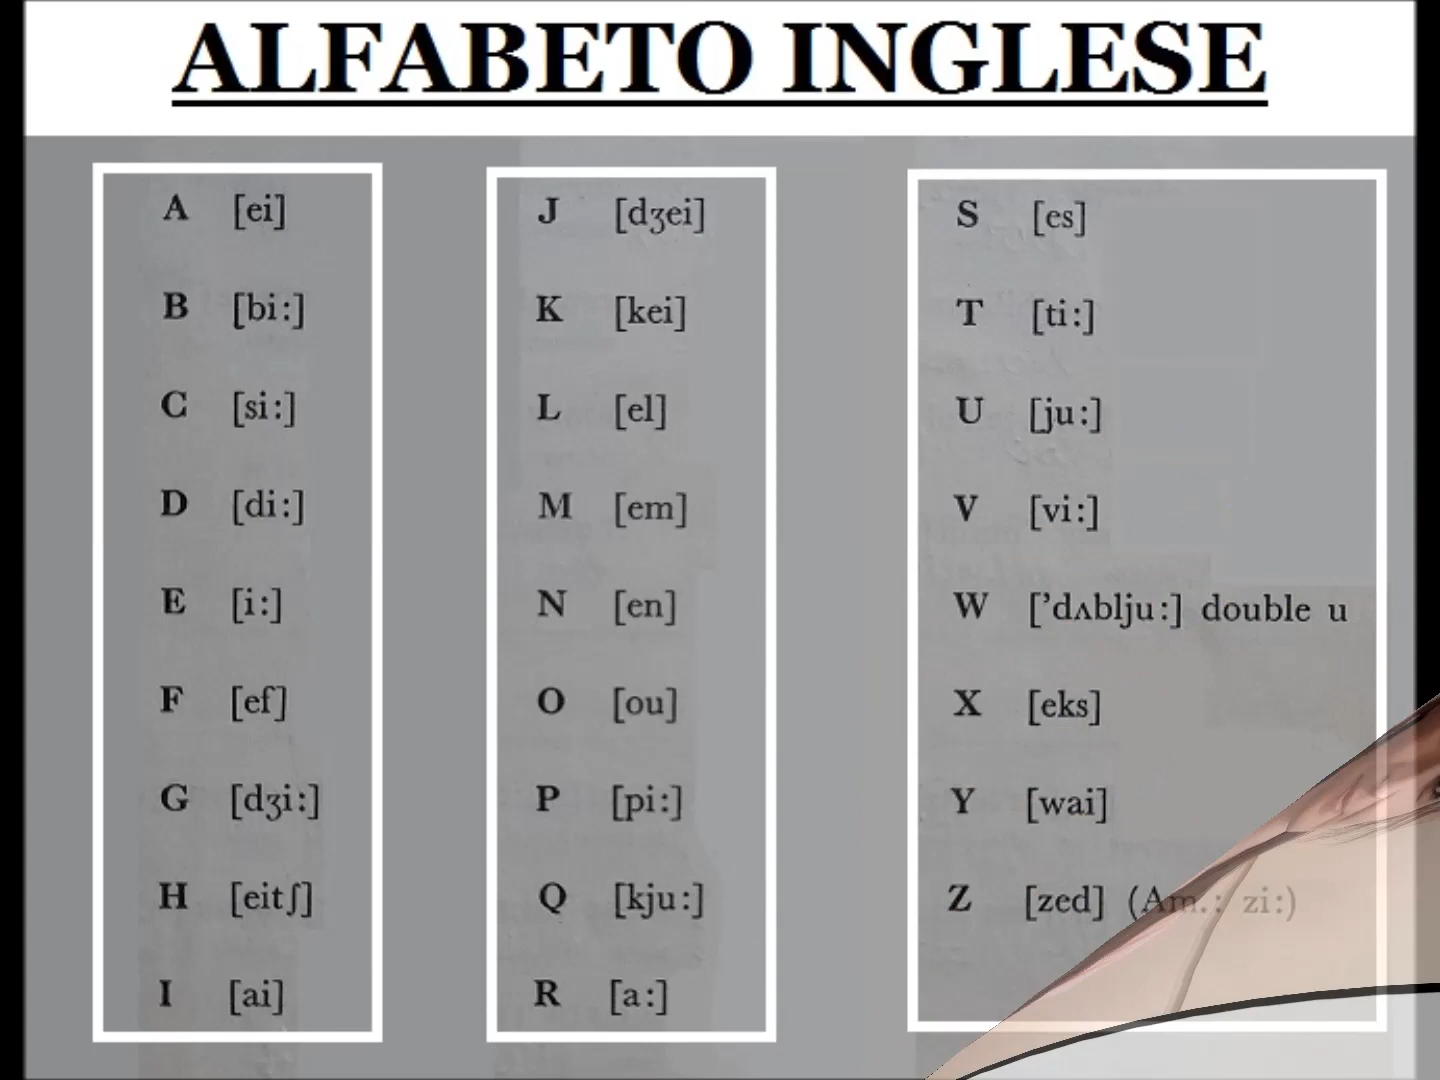 ALFABETO INGLESE
A [ei]
B [bi:]
C [si:]
D [di:]
E [i:]
F [ef]
G [dʒi:]
H [eitʃ]
I [ai]
J [dʒei]
K [kei]
L [el]
M [em]
N [en]
O [ou]
P [pi:]
Q [kju:]
R [a:]
S [es]
T [ti:]
U [ju:]
V [vi:]
W [’dʌblju:] double u
X [eks]
Y [wai]
Z [zed] (Am.: zi:)